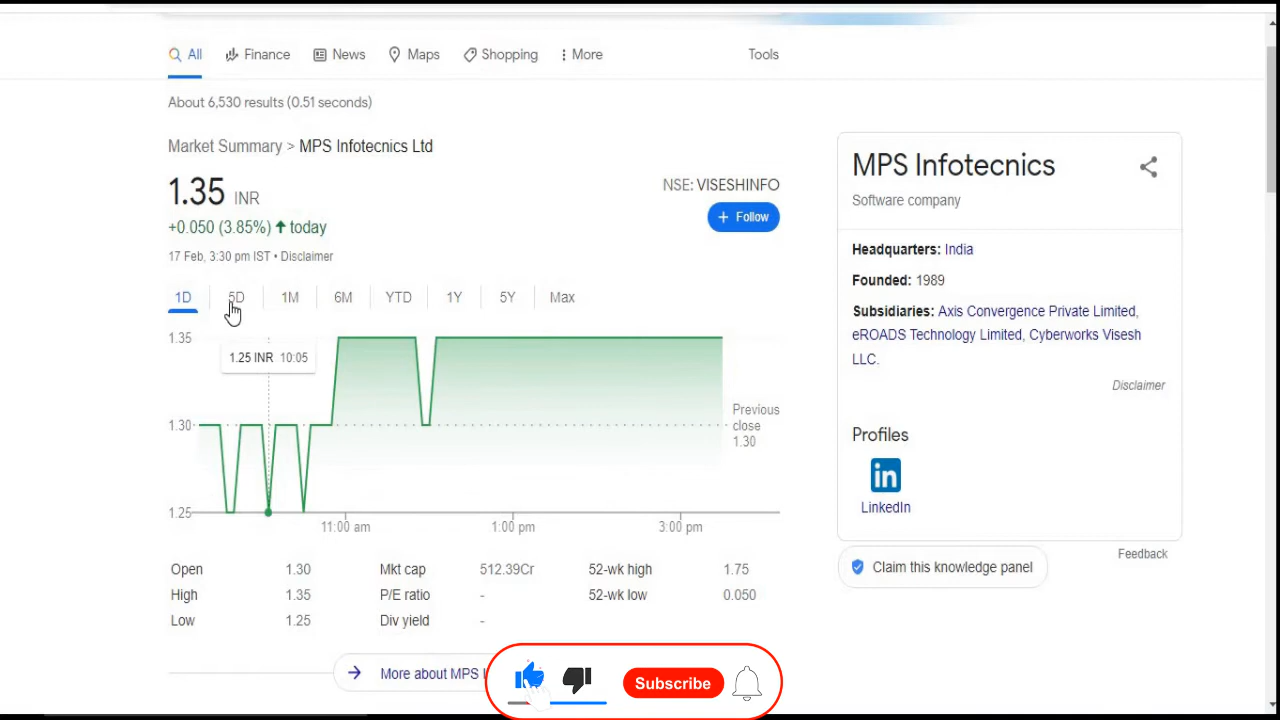 All Finance News Maps Shopping More Tools
About 6,530 results (0.51 seconds)
Market Summary > MPS Infotecnics Ltd
1.35 INR
NSE: VISESHINFO
+0.050 (3.85%) today
+ Follow
17 Feb, 3:30 pm IST • Disclaimer
1D 5D 1M 6M YTD 1Y 5Y Max
1.35
1.25 INR 10:05
1.30
Previous
close
1.30
1.25
11:00 am 1:00 pm 3:00 pm
Open 1.30 Mkt cap 512.39Cr 52-wk high 1.75
High 1.35 P/E ratio - 52-wk low 0.050
Low 1.25 Div yield -
More about MPS
MPS Infotecnics
Software company
Headquarters: India
Founded: 1989
Subsidiaries: Axis Convergence Private Limited,
eROADS Technology Limited, Cyberworks Visesh
LLC.
Disclaimer
Profiles
in
LinkedIn
Feedback
Claim this knowledge panel
Subscribe